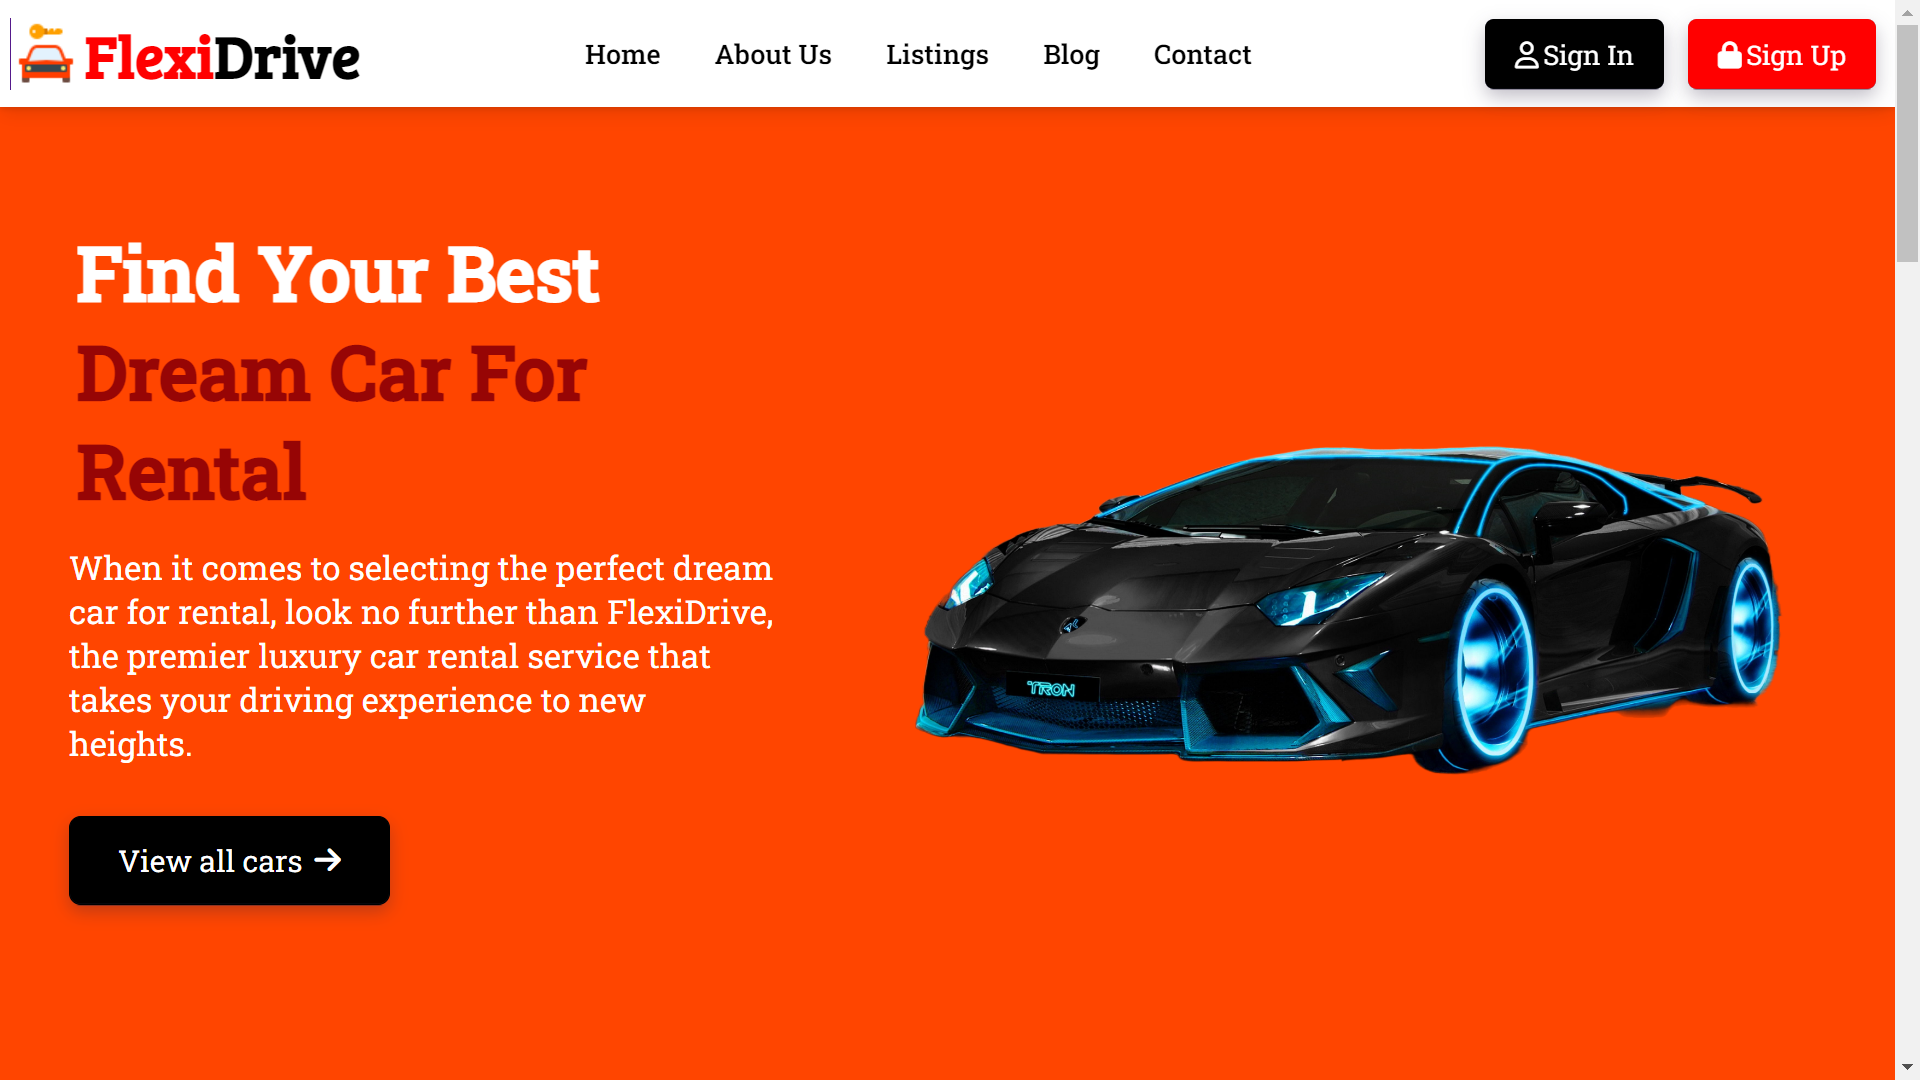 FlexiDrive
Home About Us Listings Blog Contact
Sign In Sign Up
Find Your Best
Dream Car For
Rental
When it comes to selecting the perfect dream
car for rental, look no further than FlexiDrive,
the premier luxury car rental service that
takes your driving experience to new
heights.
View all cars
TRON